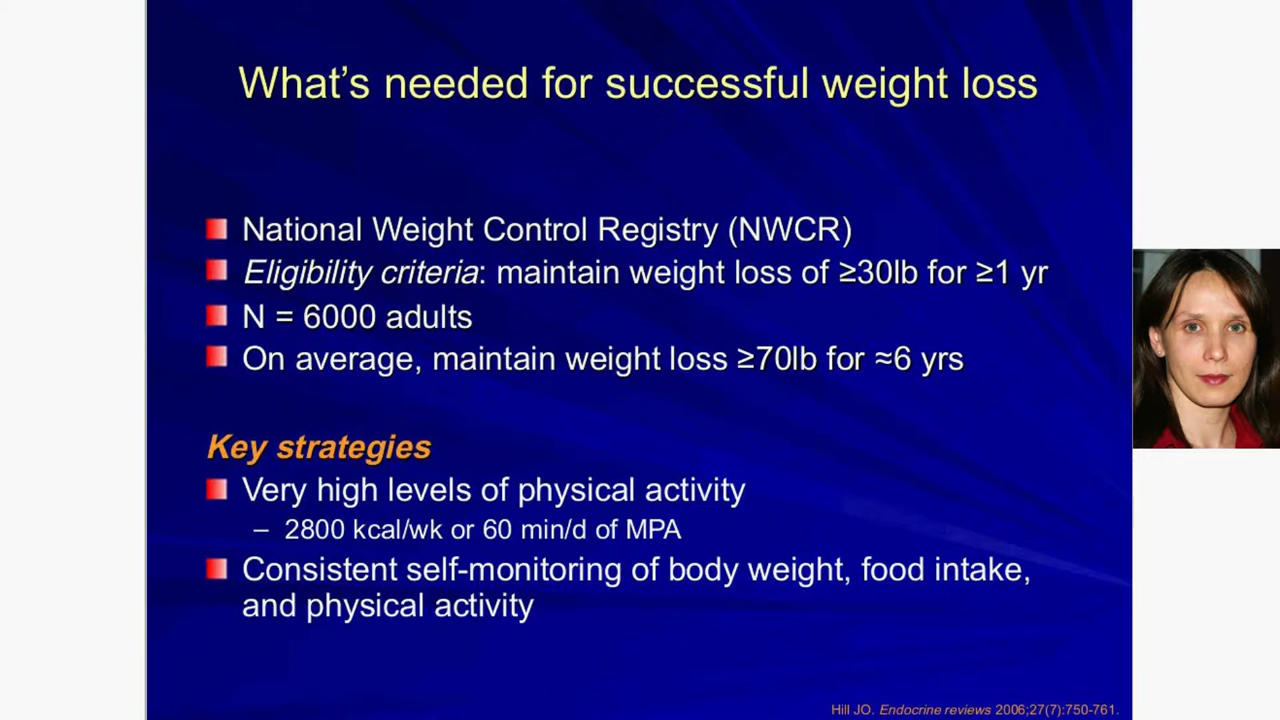 What's needed for successful weight loss
National Weight Control Registry (NWCR)
Eligibility criteria: maintain weight loss of ≥30lb for ≥1 yr
N = 6000 adults
On average, maintain weight loss ≥70lb for ≈6 yrs
Key strategies
Very high levels of physical activity
– 2800 kcal/wk or 60 min/d of MPA
Consistent self-monitoring of body weight, food intake,
and physical activity
Hill JO. Endocrine reviews 2006;27(7):750-761.